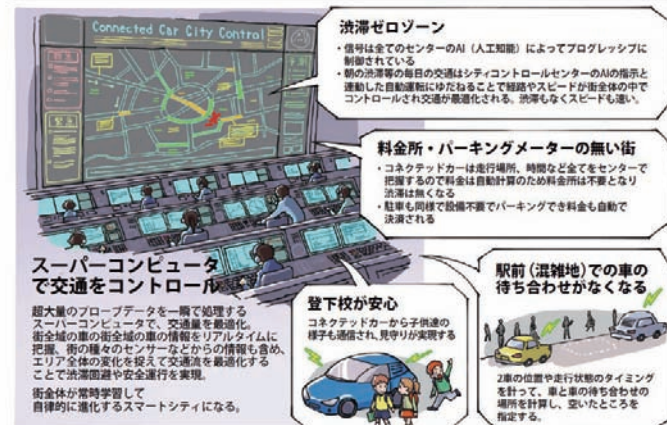 Connected Car City Control
渋滞ゼロゾーン
・信号は全てのセンターのAI（人工知能）によってプログレッシブに
制御されている
・朝の渋滞等の毎日の交通はシティコントロールセンターのAIの指示と
連動した自動運転にゆだねることで経路やスピードが街全体の中で
コントロールされ交通が最適化される。渋滞もなくスピードも速い。
料金所・パーキングメーターの無い街
・コネクテッドカーは走行場所、時間など全てをセンターで
把握するので料金は自動計算のため料金所は不要となり
渋滞は無くなる
・駐車も同様で設備不要でパーキングでき料金も自動で
決済される
スーパーコンピュータ
で交通をコントロール
超大量のプローブデータを一瞬で処理する
スーパーコンピュータで、交通量を最適化。
街全域の車の街全域の車の情報をリアルタイムに
把握、街の種々のセンサーなどからの情報も含め、
エリア全体の変化を捉えて交通流を最適化する
ことで渋滞回避や安全運行を実現。
街全体が常時学習して
自律的に進化するスマートシティになる。
登下校が安心
コネクテッドカーから子供達の
様子も通信され、見守りが実現する
駅前（混雑地）での車の
待ち合わせがなくなる
2車の位置や走行状態のタイミング
を計って、車と車の待ち合わせの
場所を計算し、空いたところを
指定する。